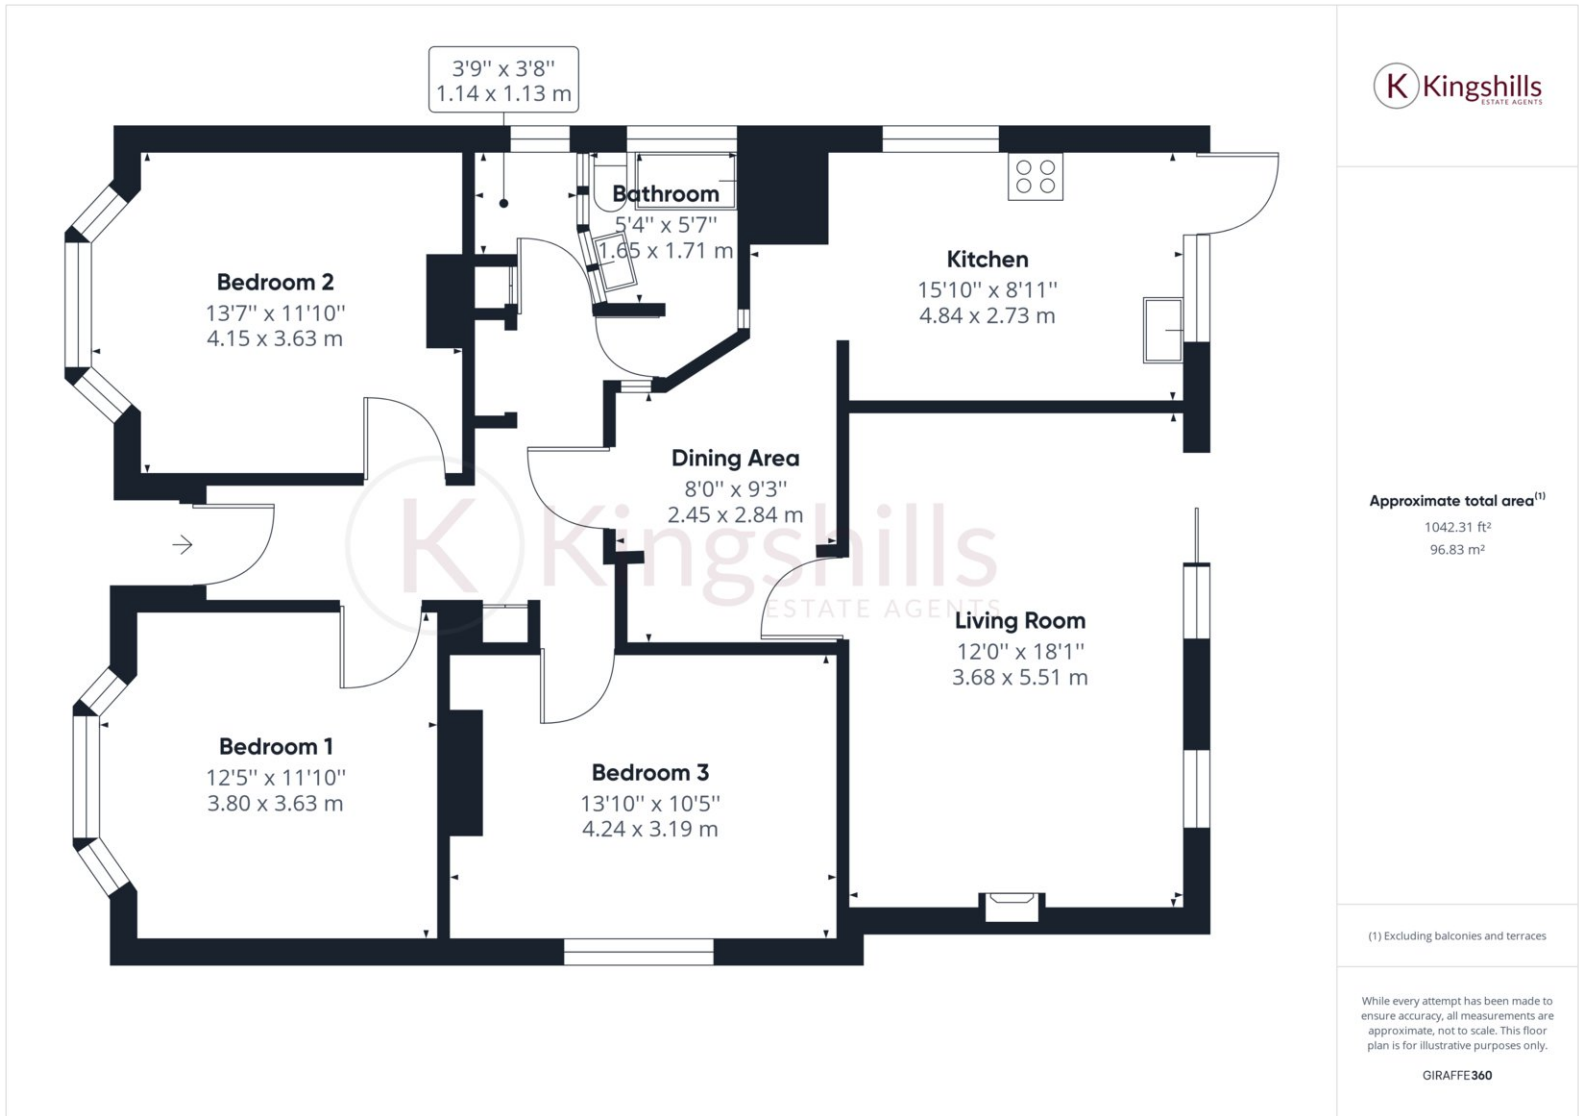 3'9'' x 3'8''
1.14 x 1.13 m
Bedroom 2
13'7'' x 11'10''
4.15 x 3.63 m
Bathroom
5'4'' x 5'7''
1.65 x 1.71 m
Kitchen
15'10'' x 8'11''
4.84 x 2.73 m
Dining Area
8'0'' x 9'3''
2.45 x 2.84 m
K Kingshills
ESTATE AGENTS
Living Room
12'0'' x 18'1''
3.68 x 5.51 m
Bedroom 1
12'5'' x 11'10''
3.80 x 3.63 m
Bedroom 3
13'10'' x 10'5''
4.24 x 3.19 m
K Kingshills
ESTATE AGENTS
Approximate total area(1)
1042.31 ft²
96.83 m²
(1) Excluding balconies and terraces
While every attempt has been made to
ensure accuracy, all measurements are
approximate, not to scale. This floor
plan is for illustrative purposes only.
GIRAFFE360